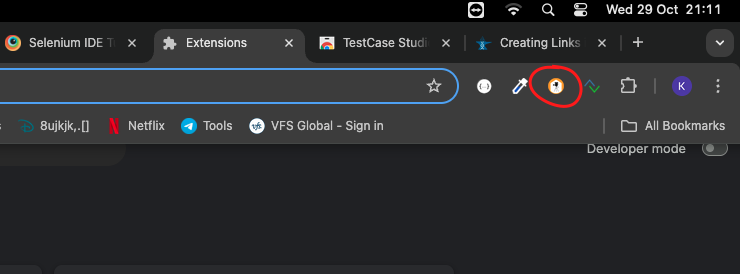 Wed 29 Oct 21:11
Selenium IDE T
Extensions
TestCase Studi
Creating Links
K
8ujkjk,.[]
Netflix
Tools
VFS Global - Sign in
All Bookmarks
Developer mode